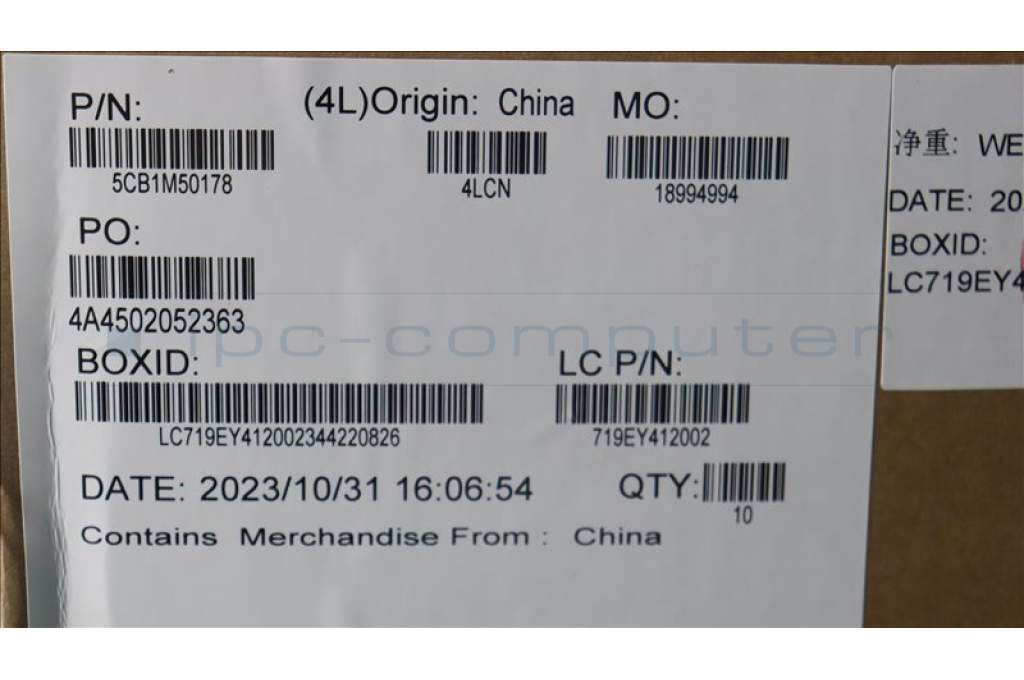 P/N: (4L)Origin: China MO:
5CB1M50178 4LCN 18994994
PO:
4A4502052363
BOXID: LC P/N:
LC719EY412002344220826 719EY412002
DATE: 2023/10/31 16:06:54 QTY:
10
Contains Merchandise From : China
净重: WE
DATE: 20
BOXID:
LC719EY4
ipc-computer